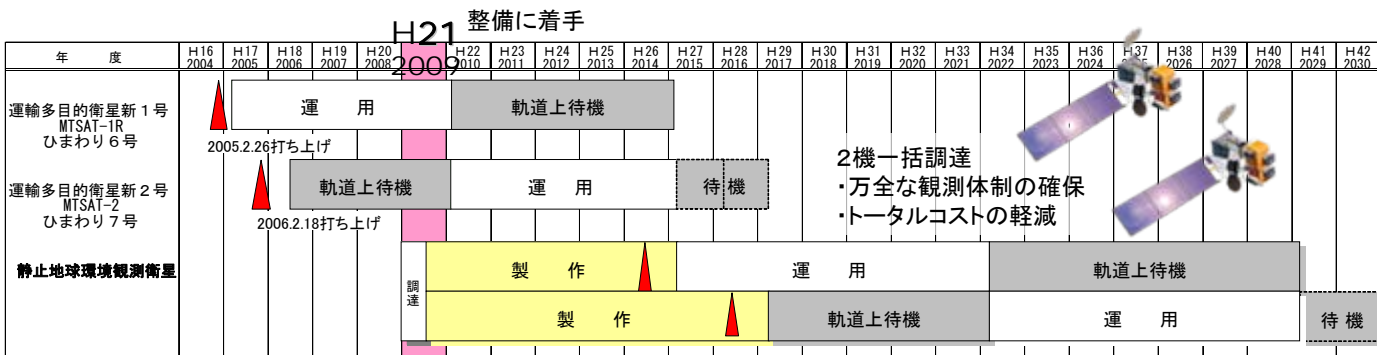 整備に着手
H21
2009
年 度
H16 H17 H18 H19 H20 H22 H23 H24 H25 H26 H27 H28 H29 H30 H31 H32 H33 H34 H35 H36 H37 H38 H39 H40 H41 H42
2004 2005 2006 2007 2008 2010 2011 2012 2013 2014 2015 2016 2017 2018 2019 2020 2021 2022 2023 2024 2025 2026 2027 2028 2029 2030
運輸多目的衛星新1号
MTSAT-1R
ひまわり6号
運 用
軌道上待機
2005.2.26打ち上げ
運輸多目的衛星新2号
MTSAT-2
ひまわり7号
軌道上待機
運 用
待 機
2006.2.18打ち上げ
2機一括調達
・万全な観測体制の確保
・トータルコストの軽減
静止地球環境観測衛星
調達
製 作
運 用
軌道上待機
製 作
軌道上待機
運 用
待 機